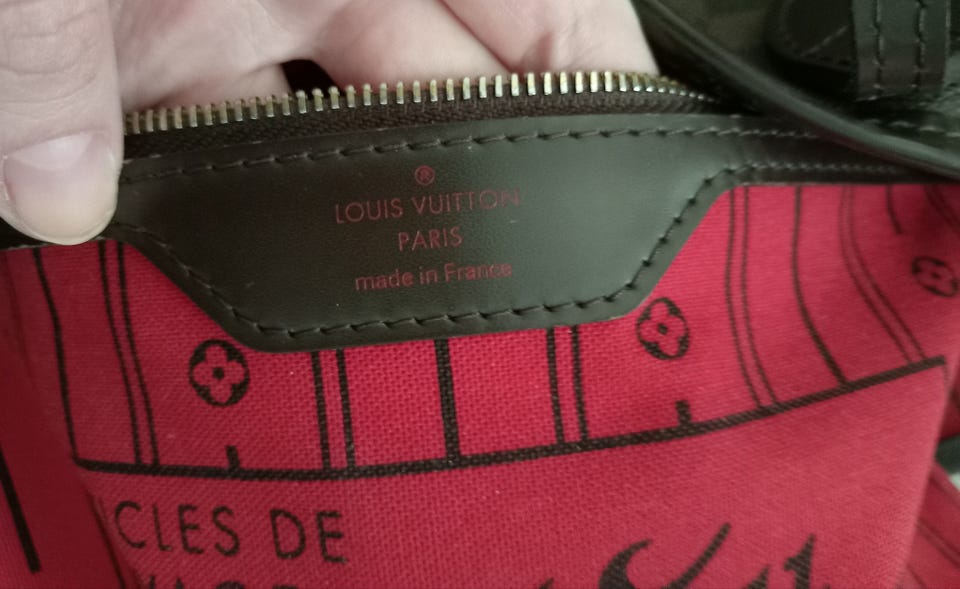 ®
LOUIS VUITTON
PARIS
made in France
CLES DE